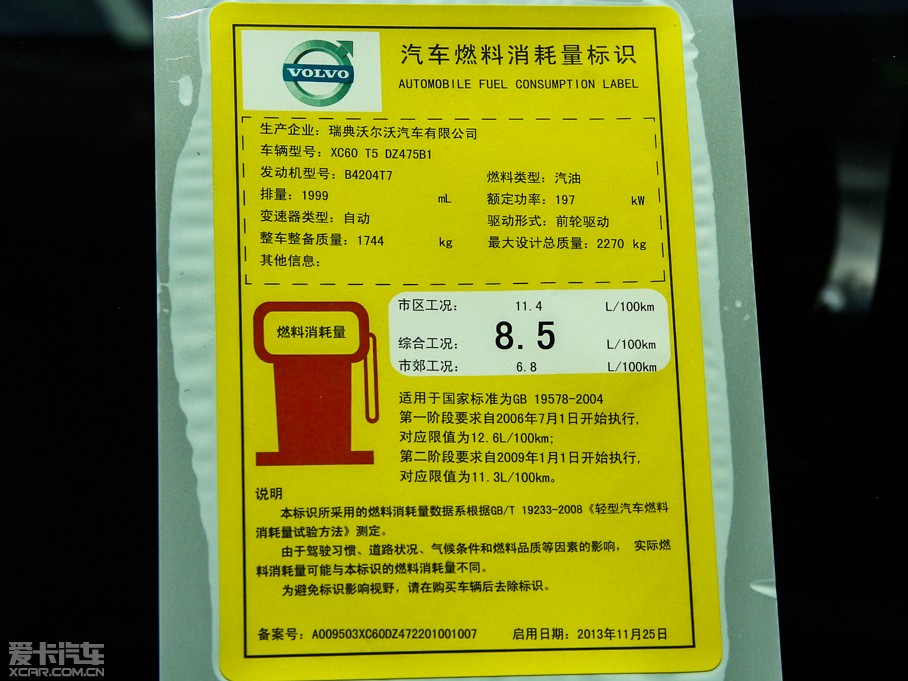 VOLVO
汽车燃料消耗量标识
AUTOMOBILE FUEL CONSUMPTION LABEL
生产企业：瑞典沃尔沃汽车有限公司
车辆型号：XC60 T5 DZ475B1
发动机型号：B4204T7 燃料类型：汽油
排量：1999 mL 额定功率：197 kW
变速器类型：自动 驱动形式：前轮驱动
整车整备质量：1744 kg 最大设计总质量：2270 kg
其他信息：
燃料消耗量
市区工况： 11.4 L/100km
综合工况： 8.5 L/100km
市郊工况： 6.8 L/100km
适用于国家标准为GB 19578-2004
第一阶段要求自2006年7月1日开始执行,
对应限值为12.6L/100km;
第二阶段要求自2009年1月1日开始执行,
对应限值为11.3L/100km。
说明
本标识所采用的燃料消耗量数据系根据GB/T 19233-2008《轻型汽车燃料
消耗量试验方法》测定。
由于驾驶习惯、道路状况、气候条件和燃料品质等因素的影响， 实际燃
料消耗量可能与本标识的燃料消耗量不同。
为避免标识影响视野，请在购买车辆后去除标识。
备案号：A009503XC60DZ472201001007 启用日期：2013年11月25日
爱卡汽车
XCAR.COM.CN